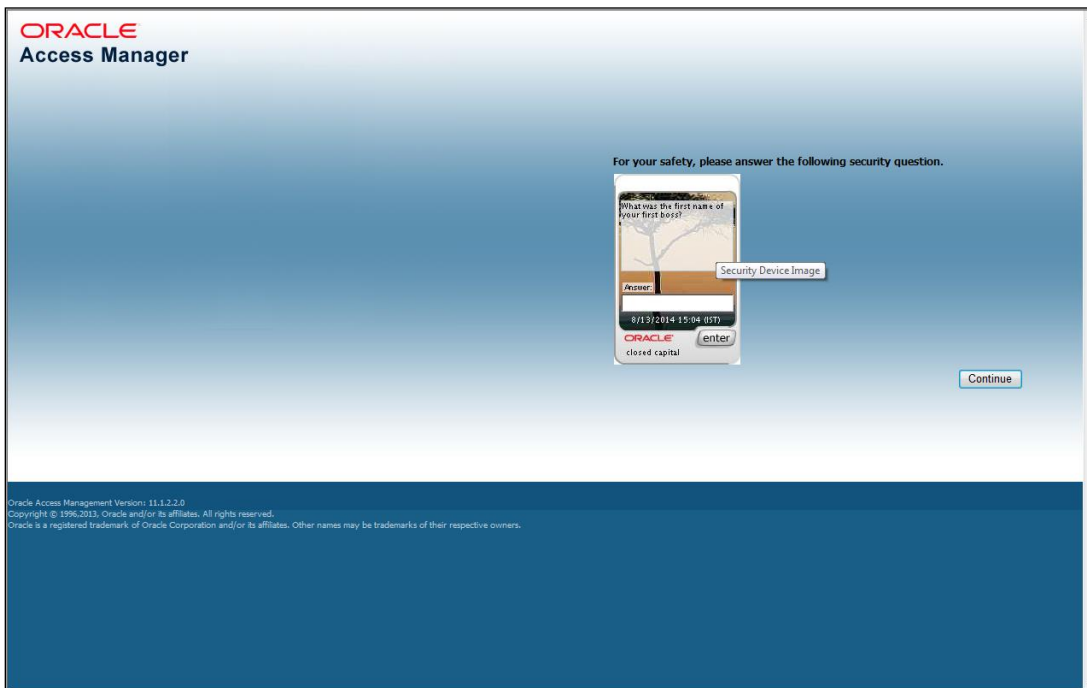 ORACLE
Access Manager
For your safety, please answer the following security question.
What was the first name of
your first boss?
Security Device Image
Answer:
8/13/2014 15:04 (IST)
ORACLE
enter
closed capital
Continue
Oracle Access Management Version: 11.1.2.2.0
Copyright © 1996,2013, Oracle and/or its affiliates. All rights reserved.
Oracle is a registered trademark of Oracle Corporation and/or its affiliates. Other names may be trademarks of their respective owners.